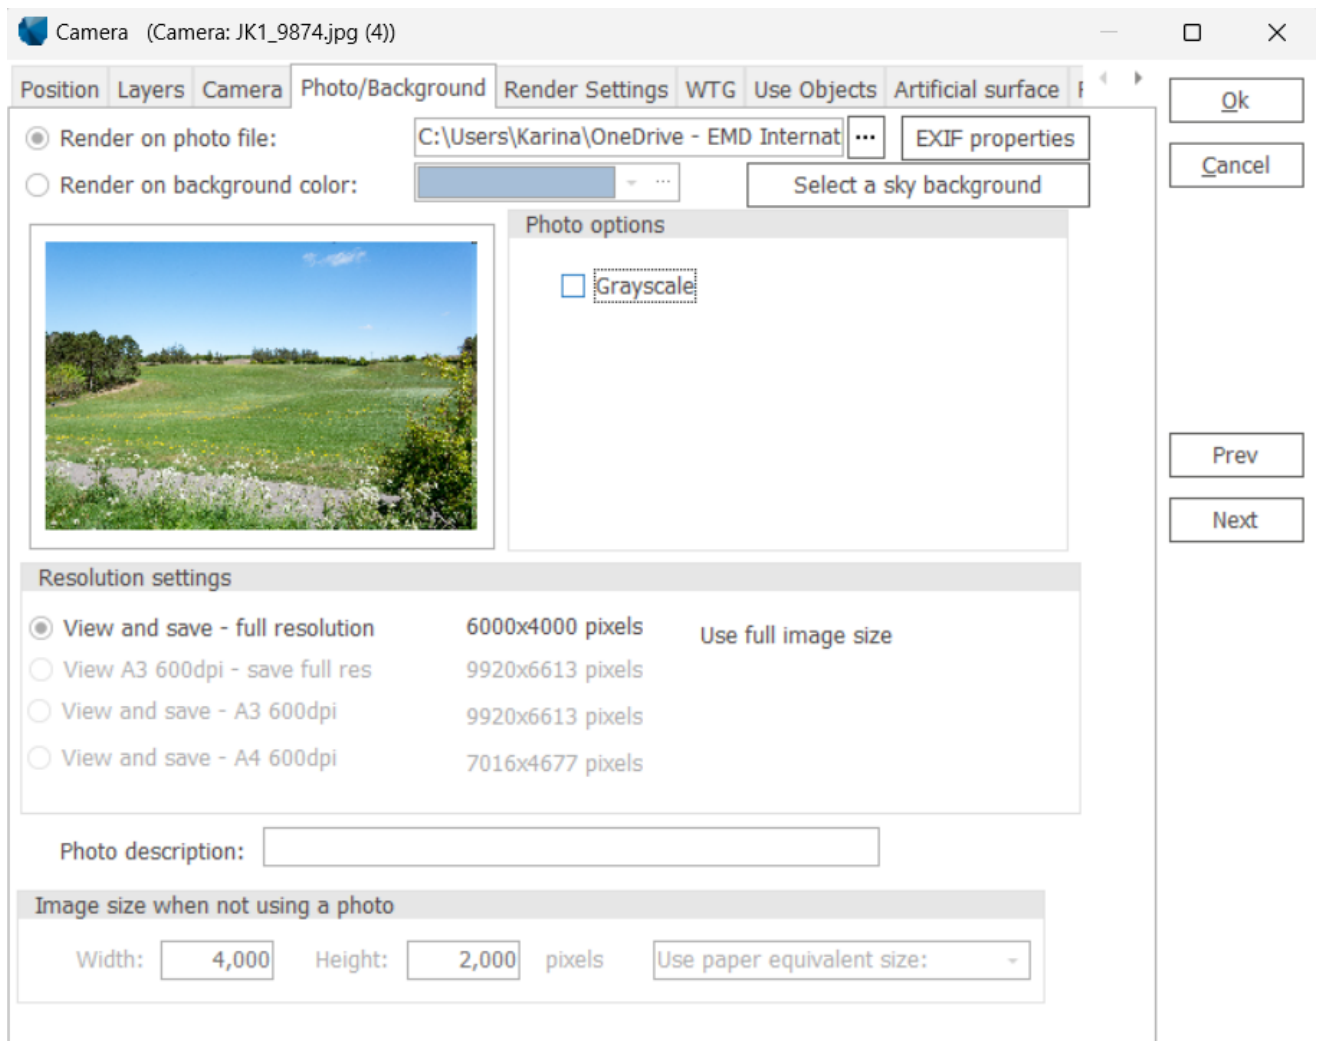 Camera (Camera: JK1_9874.jpg (4))
Position Layers Camera Photo/Background Render Settings WTG Use Objects Artificial surface
Ok
Render on photo file: C:\Users\Karina\OneDrive - EMD Internat ... EXIF properties
Cancel
Render on background color: ... Select a sky background
Photo options
Grayscale
Prev
Next
Resolution settings
View and save - full resolution 6000x4000 pixels Use full image size
View A3 600dpi - save full res 9920x6613 pixels
View and save - A3 600dpi 9920x6613 pixels
View and save - A4 600dpi 7016x4677 pixels
Photo description:
Image size when not using a photo
Width: 4,000 Height: 2,000 pixels Use paper equivalent size: